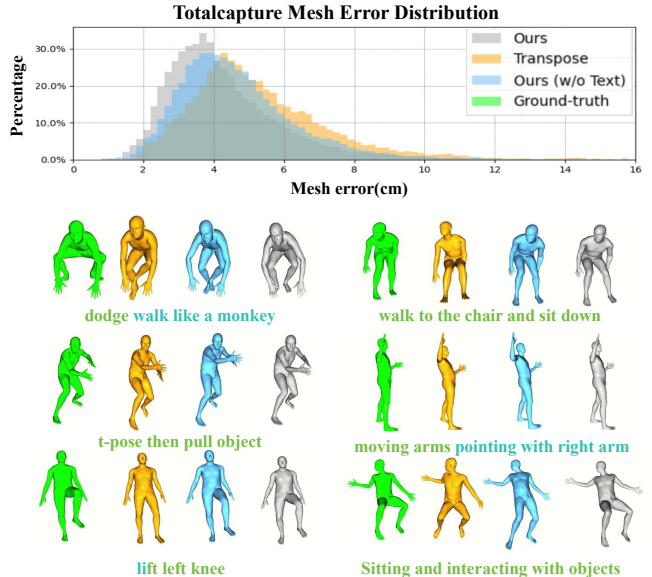 Totalcapture Mesh Error Distribution
Percentage
30.0%
20.0%
10.0%
0.0%
Ours
Transpose
Ours (w/o Text)
Ground-truth
0 2 4 6 8 10 12 14 16
Mesh error(cm)
dodge walk like a monkey
walk to the chair and sit down
t-pose then pull object
moving arms pointing with right arm
lift left knee
Sitting and interacting with objects